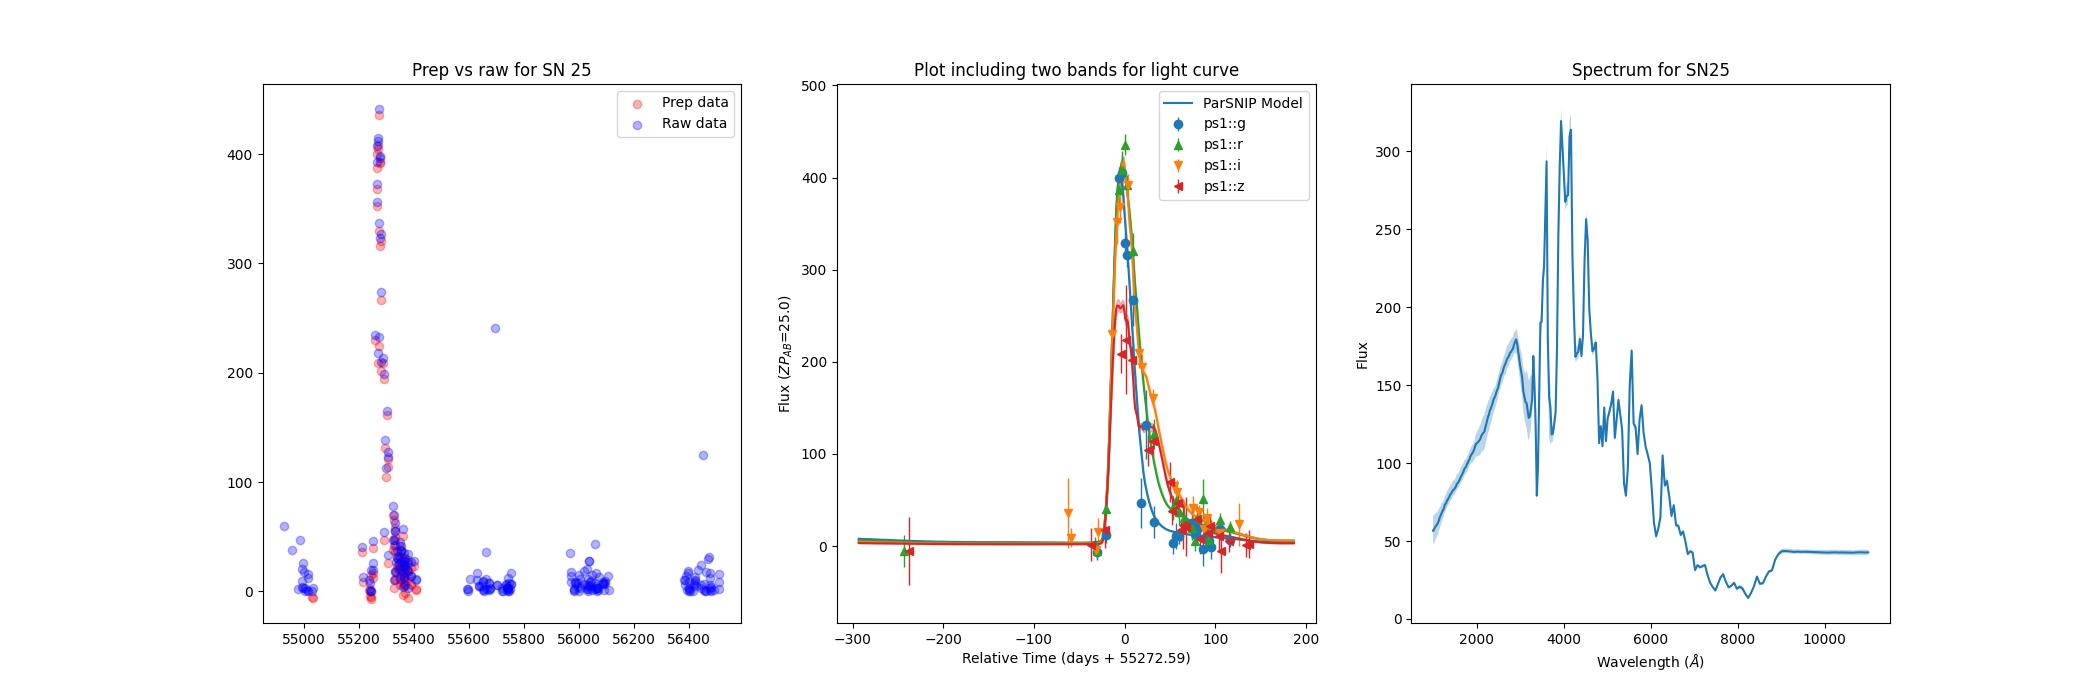 Prep vs raw for SN 25
Prep data
Raw data
400
300
200
100
0
55000 55200 55400 55600 55800 56000 56200 56400
Plot including two bands for light curve
ParSNIP Model
ps1::g
ps1::r
ps1::i
ps1::z
500
400
300
200
100
0
Flux (ZP_{AB}=25.0)
−300 −200 −100 0 100 200
Relative Time (days + 55272.59)
Spectrum for SN25
Flux
300
250
200
150
100
50
0
2000 4000 6000 8000 10000
Wavelength (Å)